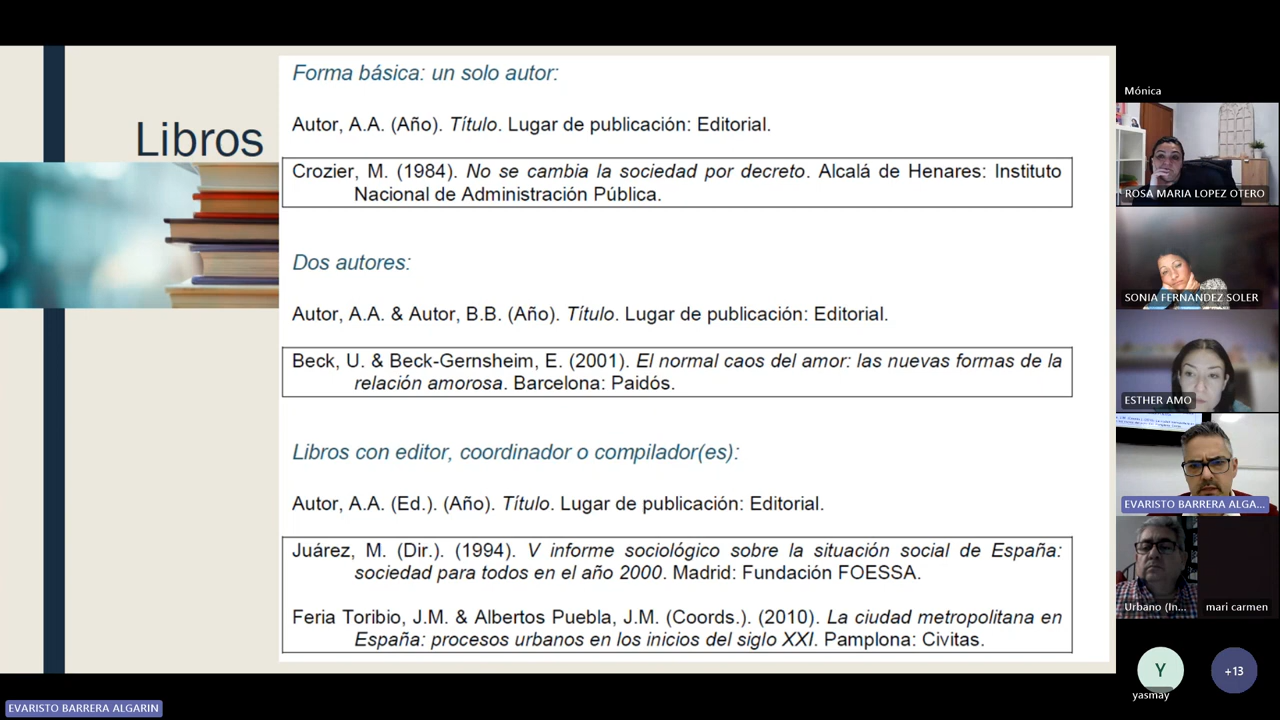 Libros
Forma básica: un solo autor:
Autor, A.A. (Año). Título. Lugar de publicación: Editorial.
Crozier, M. (1984). No se cambia la sociedad por decreto. Alcalá de Henares: Instituto
Nacional de Administración Pública.
Dos autores:
Autor, A.A. & Autor, B.B. (Año). Título. Lugar de publicación: Editorial.
Beck, U. & Beck-Gernsheim, E. (2001). El normal caos del amor: las nuevas formas de la
relación amorosa. Barcelona: Paidós.
Libros con editor, coordinador o compilador(es):
Autor, A.A. (Ed.). (Año). Título. Lugar de publicación: Editorial.
Juárez, M. (Dir.). (1994). V informe sociológico sobre la situación social de España:
sociedad para todos en el año 2000. Madrid: Fundación FOESSA.
Feria Toribio, J.M. & Albertos Puebla, J.M. (Coords.). (2010). La ciudad metropolitana en
España: procesos urbanos en los inicios del siglo XXI. Pamplona: Civitas.
Mónica
ROSA MARIA LOPEZ OTERO
SONIA FERNANDEZ SOLER
ESTHER AMO
EVARISTO BARRERA ALGA...
Urbano (In... mari carmen
Y +13
yasmay
EVARISTO BARRERA ALGARIN